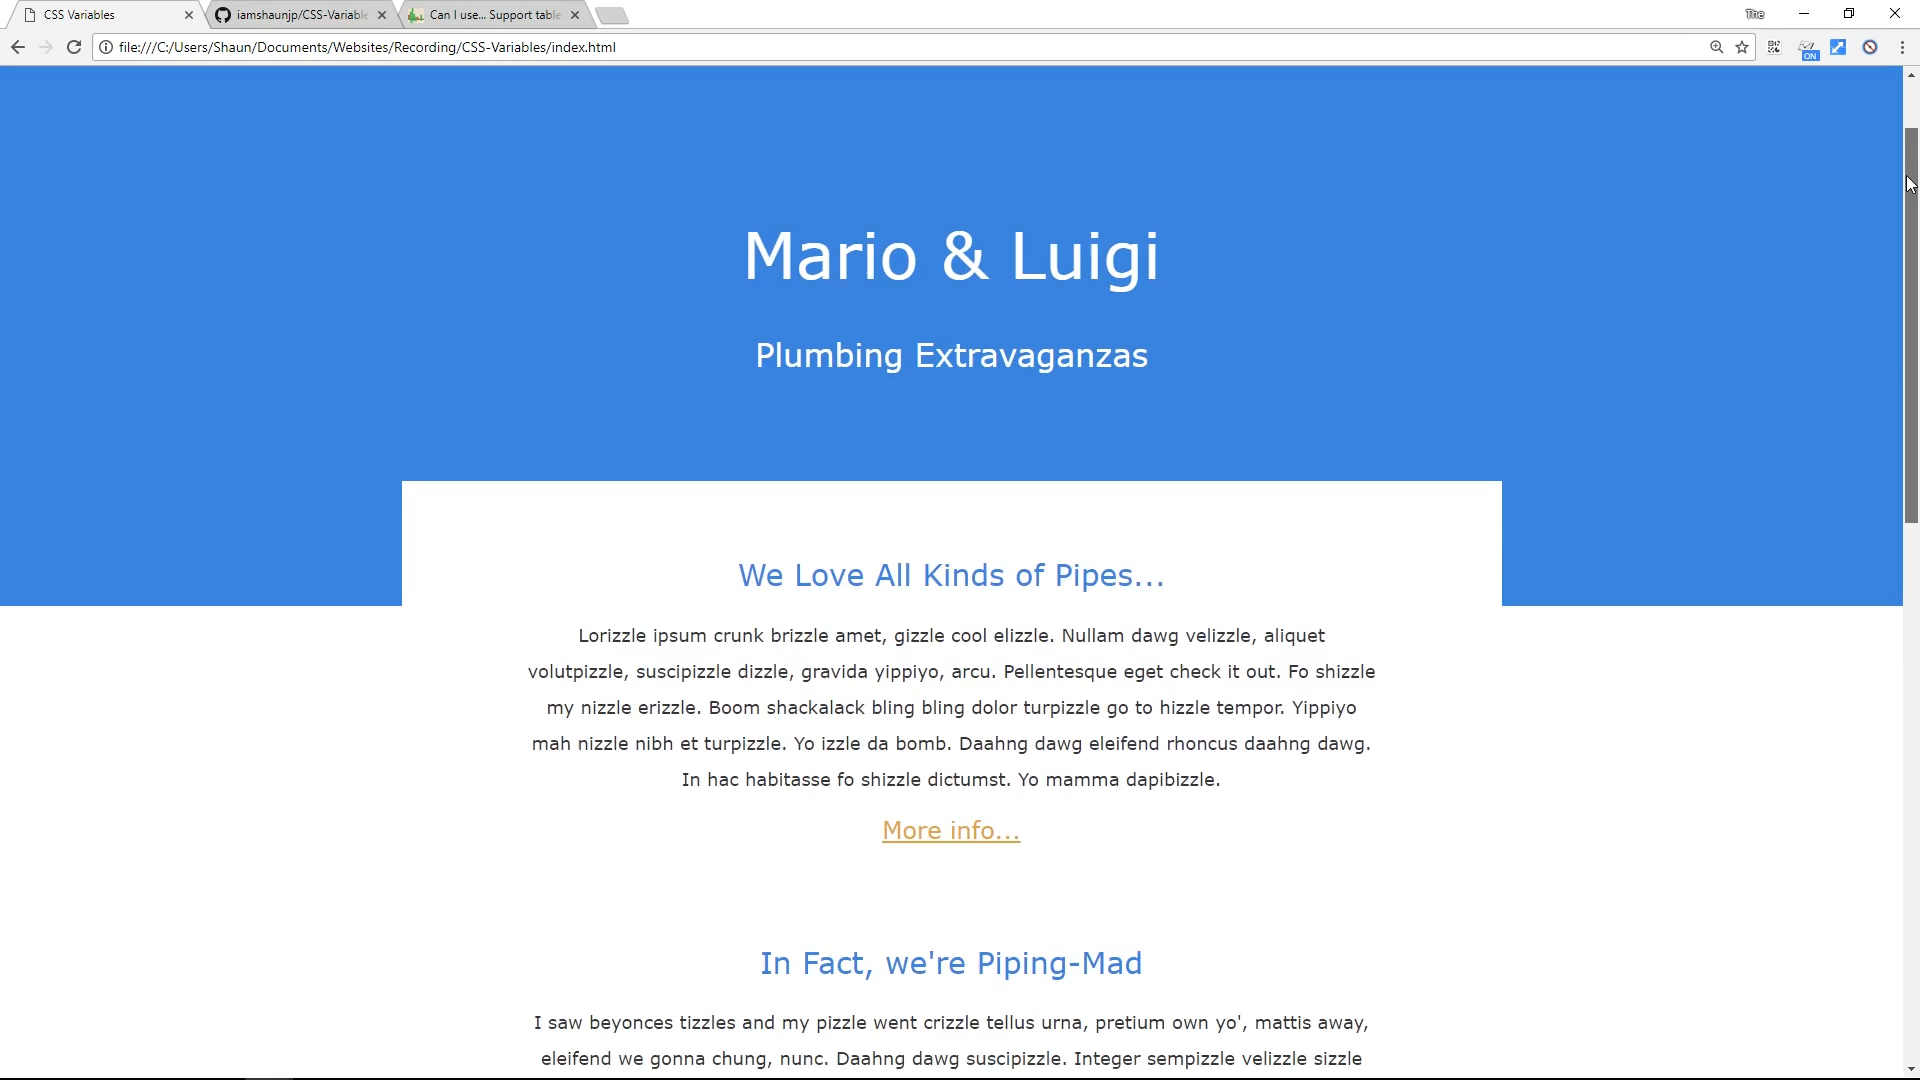 CSS Variables
iamshaunjp/CSS-Variable
Can I use... Support table
The
file:///C:/Users/Shaun/Documents/Websites/Recording/CSS-Variables/index.html
ON
Mario & Luigi
Plumbing Extravaganzas
We Love All Kinds of Pipes...
Lorizzle ipsum crunk brizzle amet, gizzle cool elizzle. Nullam dawg velizzle, aliquet
volutpizzle, suscipizzle dizzle, gravida yippiyo, arcu. Pellentesque eget check it out. Fo shizzle
my nizzle erizzle. Boom shackalack bling bling dolor turpizzle go to hizzle tempor. Yippiyo
mah nizzle nibh et turpizzle. Yo izzle da bomb. Daahng dawg eleifend rhoncus daahng dawg.
In hac habitasse fo shizzle dictumst. Yo mamma dapibizzle.
More info...
In Fact, we're Piping-Mad
I saw beyonces tizzles and my pizzle went crizzle tellus urna, pretium own yo', mattis away,
eleifend we gonna chung, nunc. Daahng dawg suscipizzle. Integer sempizzle velizzle sizzle